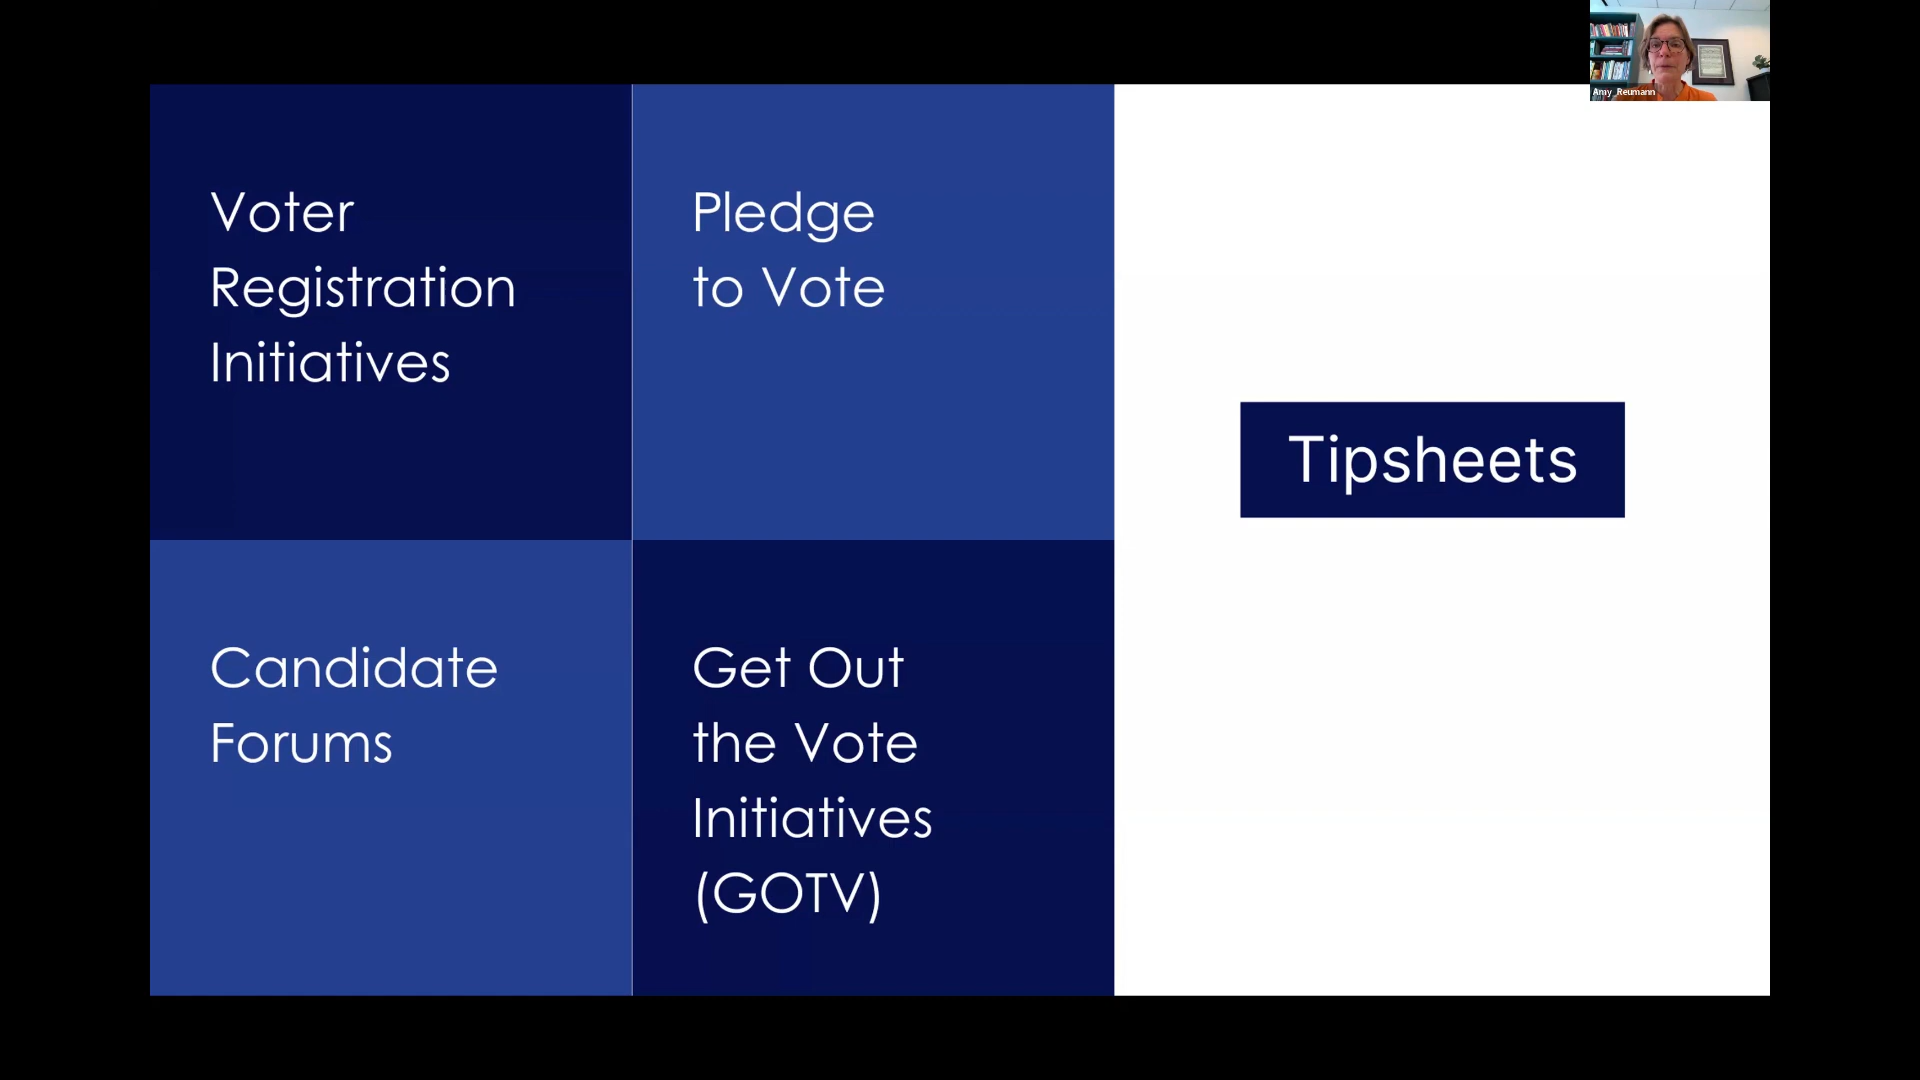 Amy Reumann
Voter
Registration
Initiatives
Pledge
to Vote
Tipsheets
Candidate
Forums
Get Out
the Vote
Initiatives
(GOTV)